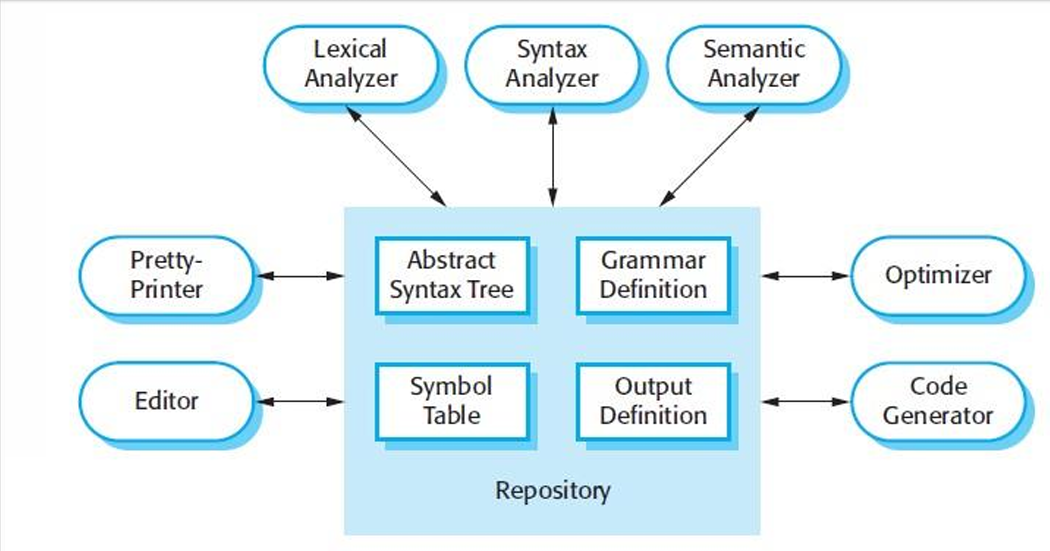 Lexical
Analyzer
Syntax
Analyzer
Semantic
Analyzer
Pretty-
Printer
Abstract
Syntax Tree
Grammar
Definition
Optimizer
Editor
Symbol
Table
Output
Definition
Code
Generator
Repository